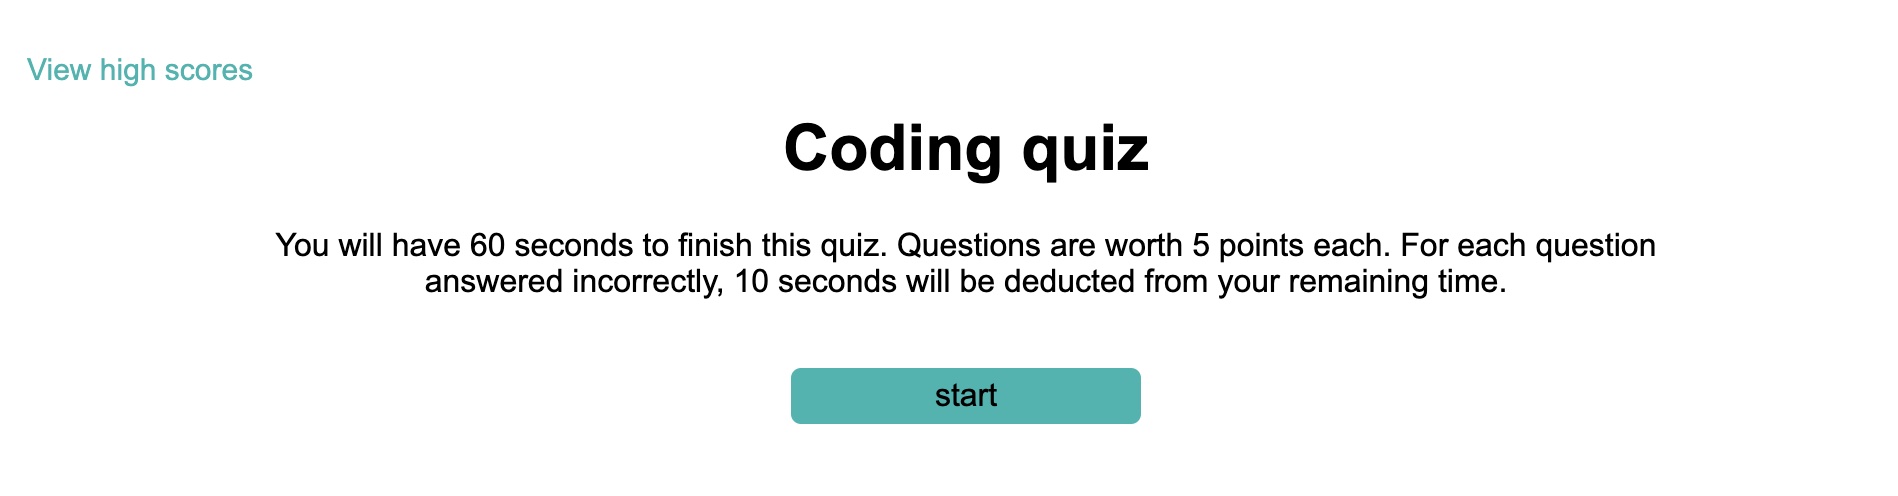 View high scores
Coding quiz
You will have 60 seconds to finish this quiz. Questions are worth 5 points each. For each question
answered incorrectly, 10 seconds will be deducted from your remaining time.
start